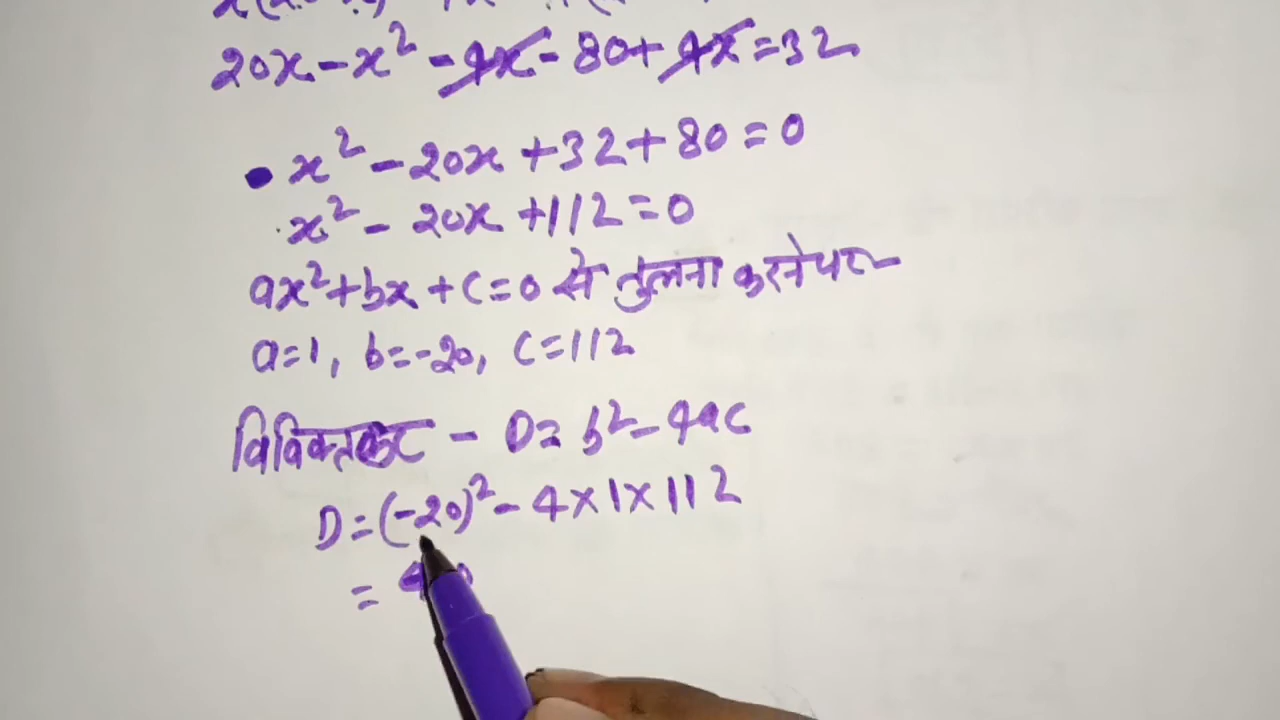 20x - x² - 4x - 80 + 4x = 32
x² - 20x + 32 + 80 = 0
x² - 20x + 112 = 0
ax² + bx + c = 0 से तुलना करने पर
a = 1, b = -20, c = 112
विविक्तकर - D = b² - 4ac
D = (-20)² - 4 × 1 × 112
=